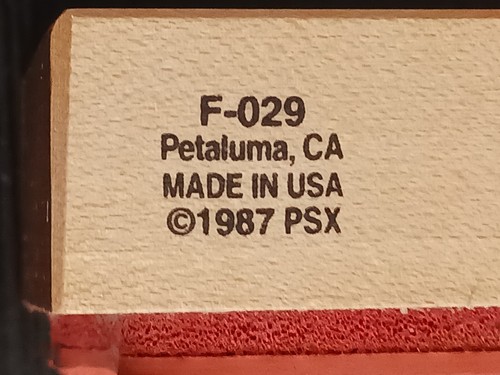 F-029
Petaluma, CA
MADE IN USA
©1987 PSX